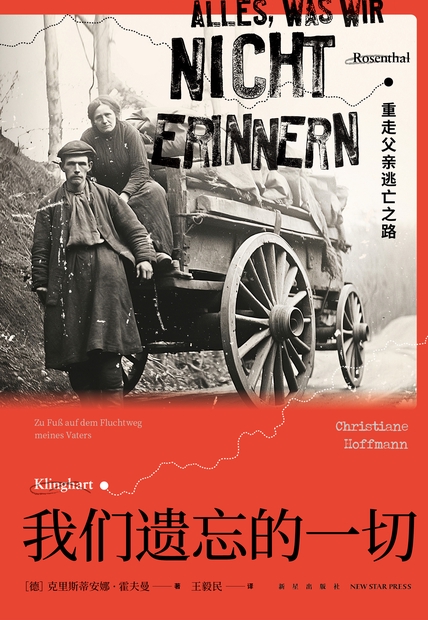 ALLES, WAS WIR
NICHT
ERINNERN
Rosenthal
重走父亲逃亡之路
Zu Fuß auf dem Fluchtweg
meines Vaters
Christiane
Hoffmann
Klinghart
我们遗忘的一切
[德] 克里斯蒂安娜·霍夫曼——著 王毅民——译
新星出版社 NEW STAR PRESS